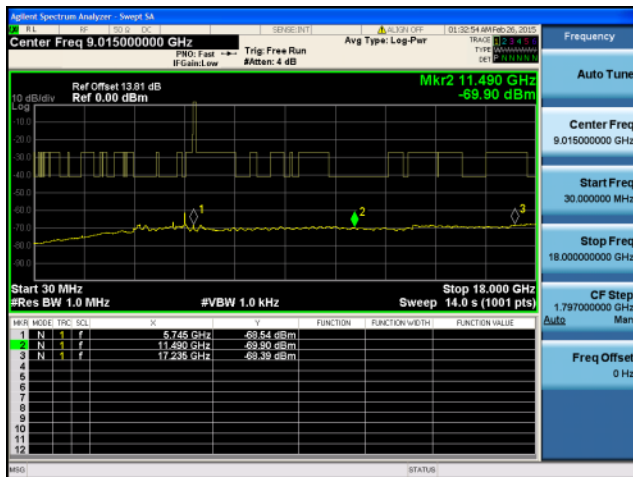 Agilent Spectrum Analyzer - Swept SA
RL RF 50 Ω DC SENSE:INT ALIGN OFF 01:32:54 AM Feb 26, 2015
Center Freq 9.015000000 GHz
PNO: Fast
IFGain:Low
Trig: Free Run
#Atten: 4 dB
Avg Type: Log-Pwr
TRACE 1 2 3 4 5 6
TYPE
DET P N N N N N
Ref Offset 13.81 dB
10 dB/div Ref 0.00 dBm
Log
Mkr2 11.490 GHz
-69.90 dBm
-10.0
-20.0
-30.0
-40.0
-50.0
-60.0
-70.0
-80.0
-90.0
1
2
3
Start 30 MHz Stop 18.000 GHz
#Res BW 1.0 MHz #VBW 1.0 kHz Sweep 14.0 s (1001 pts)
MKR MODE TRC SCL X Y FUNCTION FUNCTION WIDTH FUNCTION VALUE
1 N 1 f 5.745 GHz -68.54 dBm
2 N 1 f 11.490 GHz -69.90 dBm
3 N 1 f 17.235 GHz -68.39 dBm
4
5
6
7
8
9
10
11
12
MSG STATUS
Frequency
Auto Tune
Center Freq
9.015000000 GHz
Start Freq
30.000000 MHz
Stop Freq
18.000000000 GHz
CF Step
1.797000000 GHz
Auto Man
Freq Offset
0 Hz